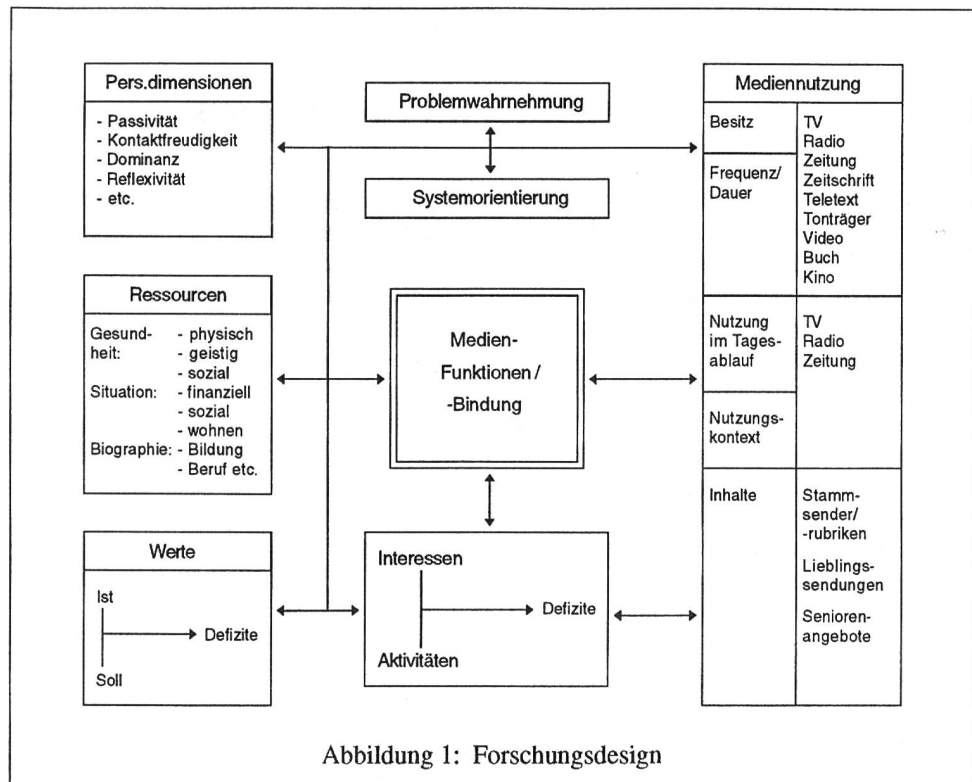 Pers.dimensionen
- Passivität
- Kontaktfreudigkeit
- Dominanz
- Reflexivität
- etc.
Ressourcen
Gesund- - physisch
heit: - geistig
- sozial
Situation: - finanziell
- sozial
- wohnen
Biographie: - Bildung
- Beruf etc.
Werte
Ist
Defizite
Soll
Problemwahrnehmung
Systemorientierung
Medien-
Funktionen /
-Bindung
Interessen
Defizite
Aktivitäten
Mediennutzung
Besitz
Frequenz/
Dauer
TV
Radio
Zeitung
Zeitschrift
Teletext
Tonträger
Video
Buch
Kino
Nutzung
im Tages-
ablauf
Nutzungs-
kontext
TV
Radio
Zeitung
Inhalte
Stamm-
sender/
-rubriken
Lieblings-
sendungen
Senioren-
angebote
Abbildung 1: Forschungsdesign